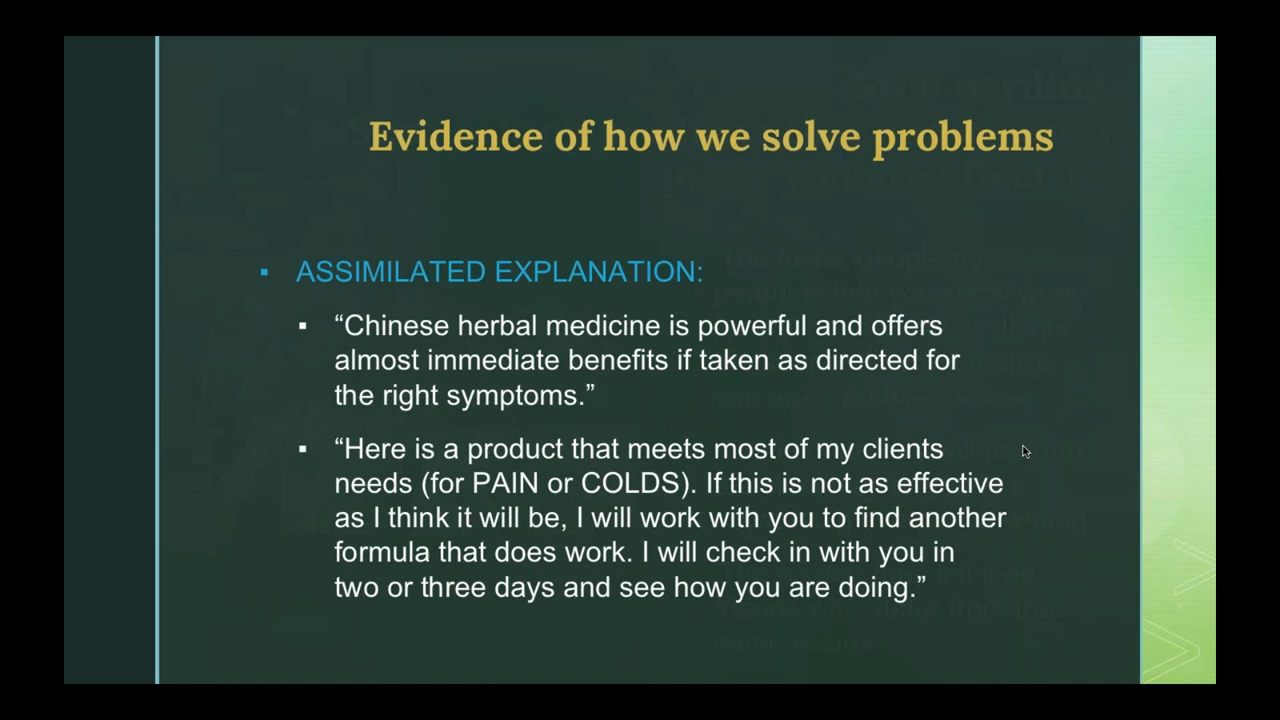 Evidence of how we solve problems
▪ ASSIMILATED EXPLANATION:
▪ “Chinese herbal medicine is powerful and offers
almost immediate benefits if taken as directed for
the right symptoms.”
▪ “Here is a product that meets most of my clients
needs (for PAIN or COLDS). If this is not as effective
as I think it will be, I will work with you to find another
formula that does work. I will check in with you in
two or three days and see how you are doing.”